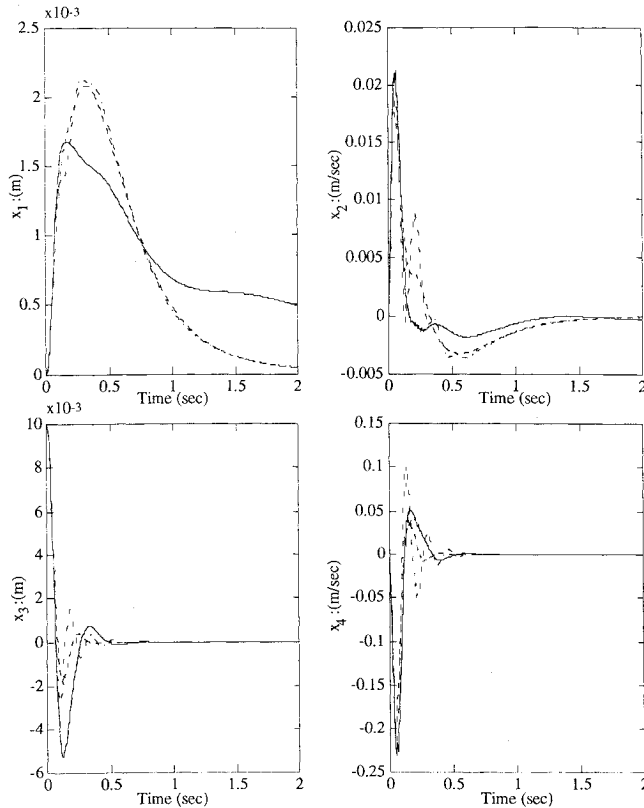 x10-3
2.5
2
1.5
1
0.5
0
0 0.5 1 1.5 2
x1:(m)
Time (sec)
0.025
0.02
0.015
0.01
0.005
0
-0.005
0 0.5 1 1.5 2
x2:(m/sec)
Time (sec)
x10-3
10
8
6
4
2
0
-2
-4
-6
0 0.5 1 1.5 2
x3:(m)
Time (sec)
0.15
0.1
0.05
0
-0.05
-0.1
-0.15
-0.2
-0.25
0 0.5 1 1.5 2
x4:(m/sec)
Time (sec)